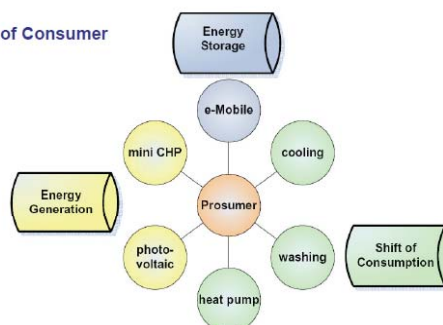 of Consumer
Energy
Storage
e-Mobile
mini CHP
cooling
Energy
Generation
Prosumer
photo-
voltaic
washing
Shift of
Consumption
heat pump